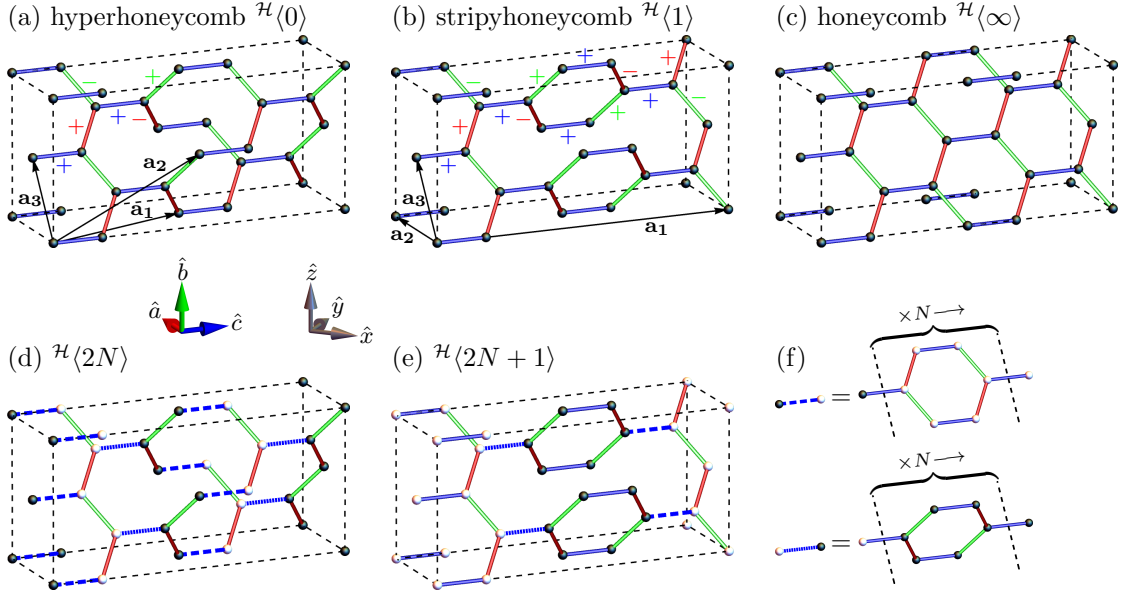 (a) hyperhoneycomb ℋ⟨0⟩
(b) stripyhoneycomb ℋ⟨1⟩
(c) honeycomb ℋ⟨∞⟩
− +
+ + −
+
a₃ a₂
a₁
+ + + − +
+ + − + + −
+
a₃
a₂ a₁
b̂
â ĉ
ẑ
ŷ
x̂
(d) ℋ⟨2N⟩
(e) ℋ⟨2N + 1⟩
(f)
×N ⟶
=
×N ⟶
=